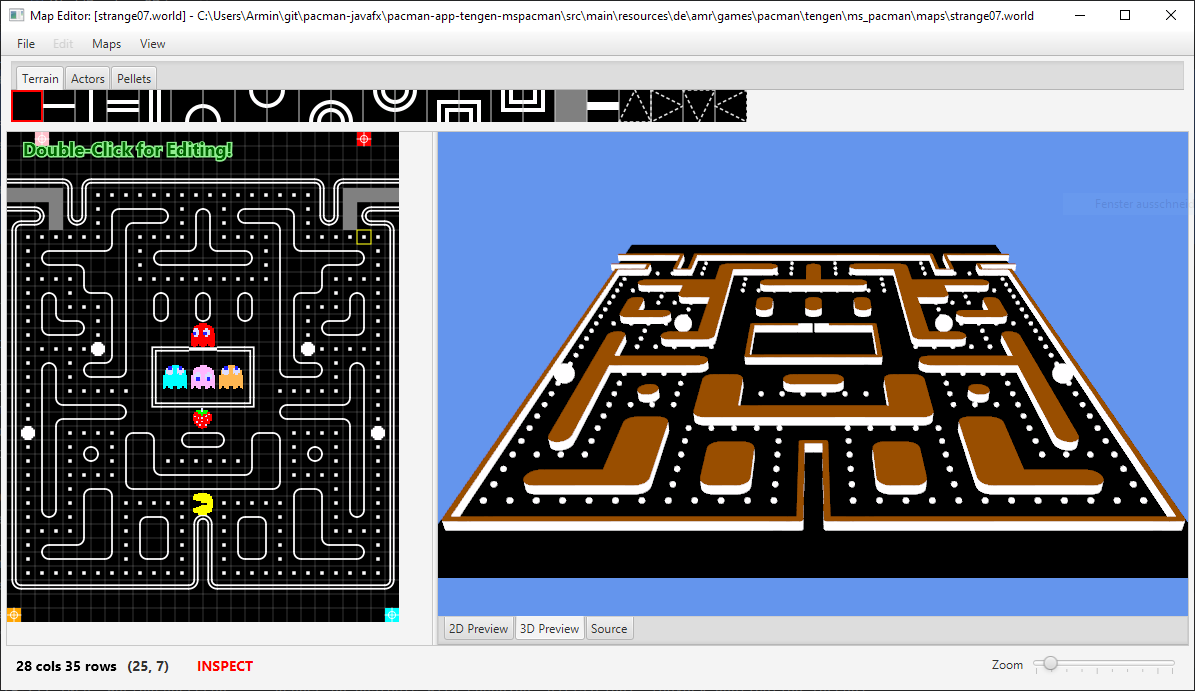 Map Editor: [strange07.world] - C:\Users\Armin\git\pacman-javafx\pacman-app-tengen-mspacman\src\main\resources\de\amr\games\pacman\tengen\ms_pacman\maps\strange07.world
File Edit Maps View
Terrain Actors Pellets
Double-Click for Editing!
Fenster ausschneid
2D Preview 3D Preview Source
28 cols 35 rows (25, 7) INSPECT Zoom